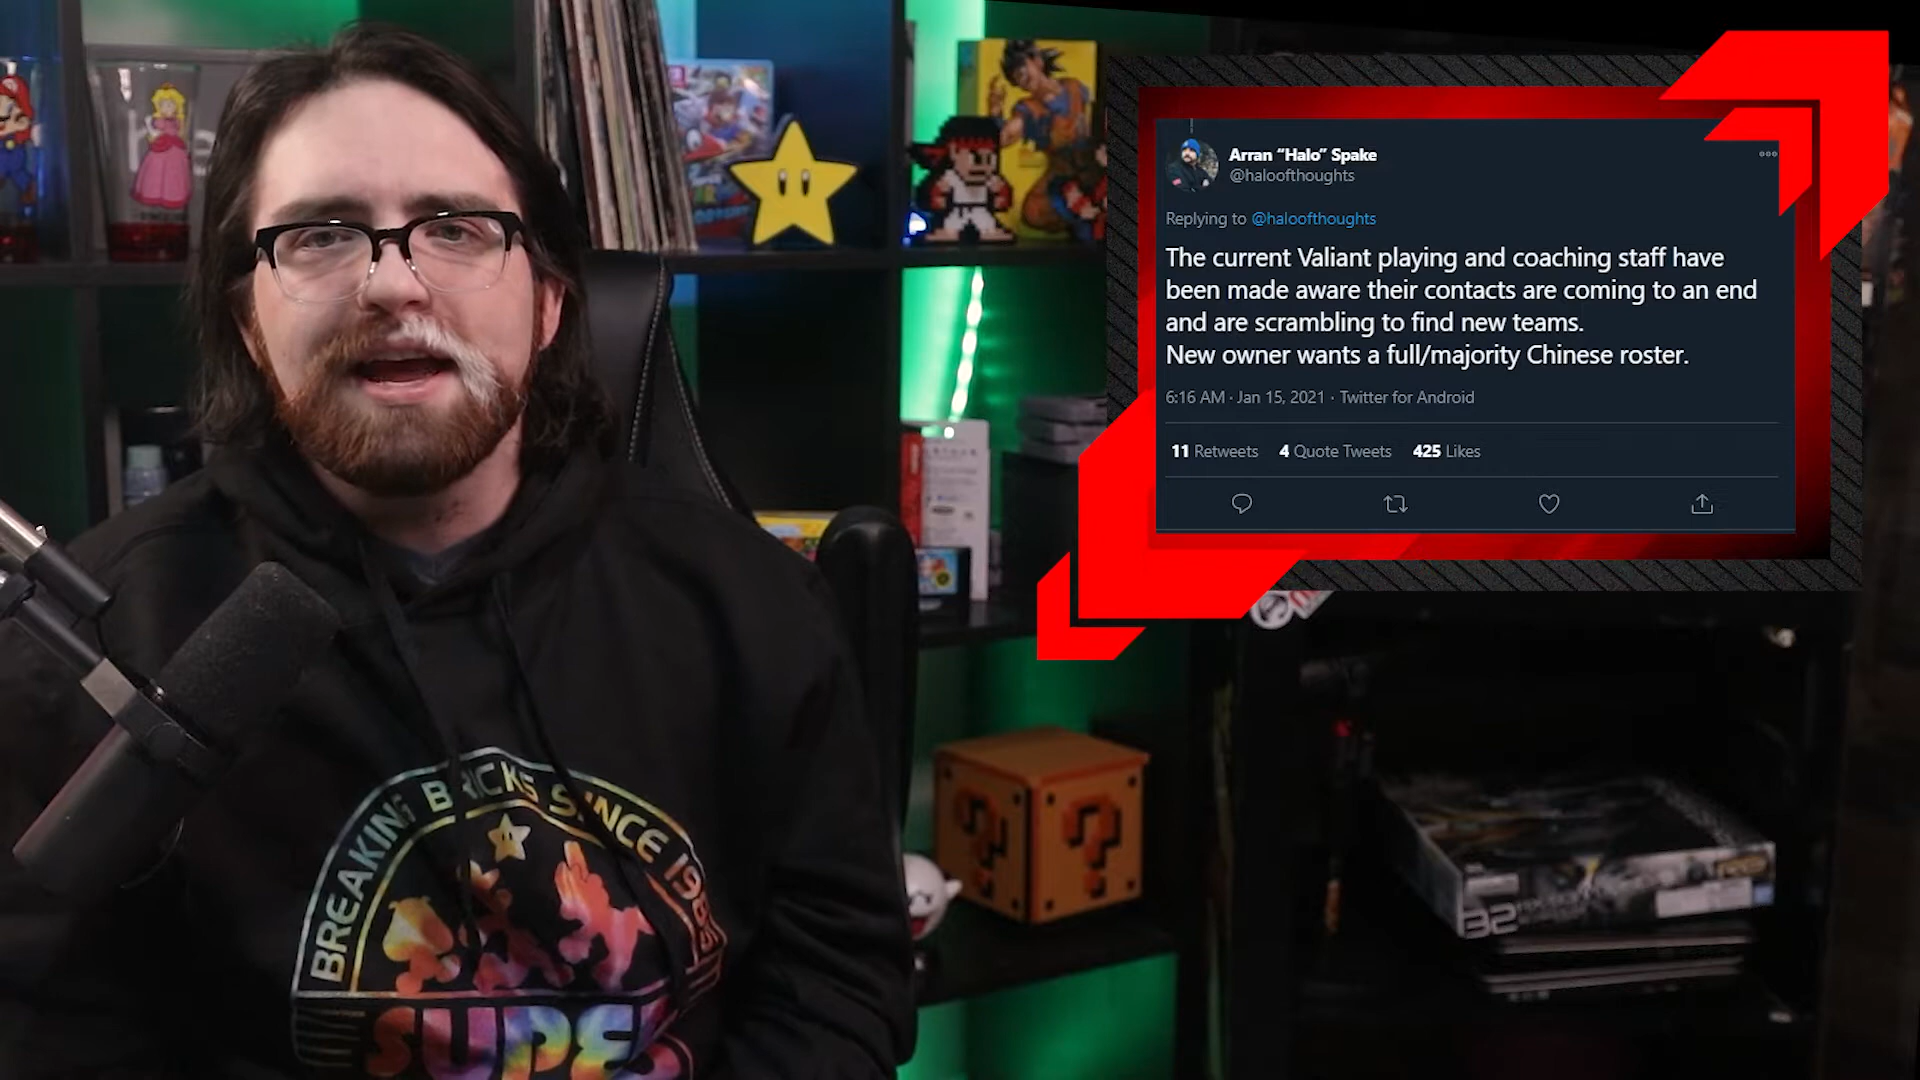 Arran “Halo” Spake
@haloofthoughts
Replying to @haloofthoughts
The current Valiant playing and coaching staff have
been made aware their contacts are coming to an end
and are scrambling to find new teams.
New owner wants a full/majority Chinese roster.
6:16 AM · Jan 15, 2021 · Twitter for Android
11 Retweets 4 Quote Tweets 425 Likes
BREAKING BRICKS SINCE 1985
SUPE
? ?
32